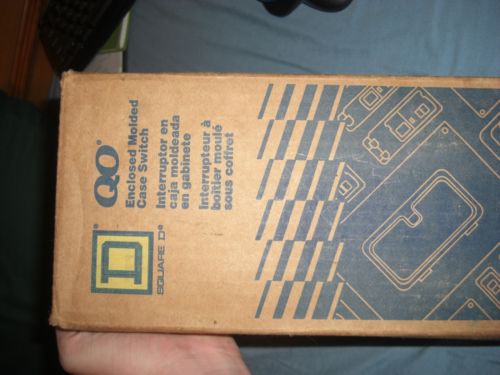 QO®
Enclosed Molded
Case Switch
Interruptor en
caja moldeada
en gabinete
Interrupteur à
boîtier moulé
sous coffret
D
SQUARE D®